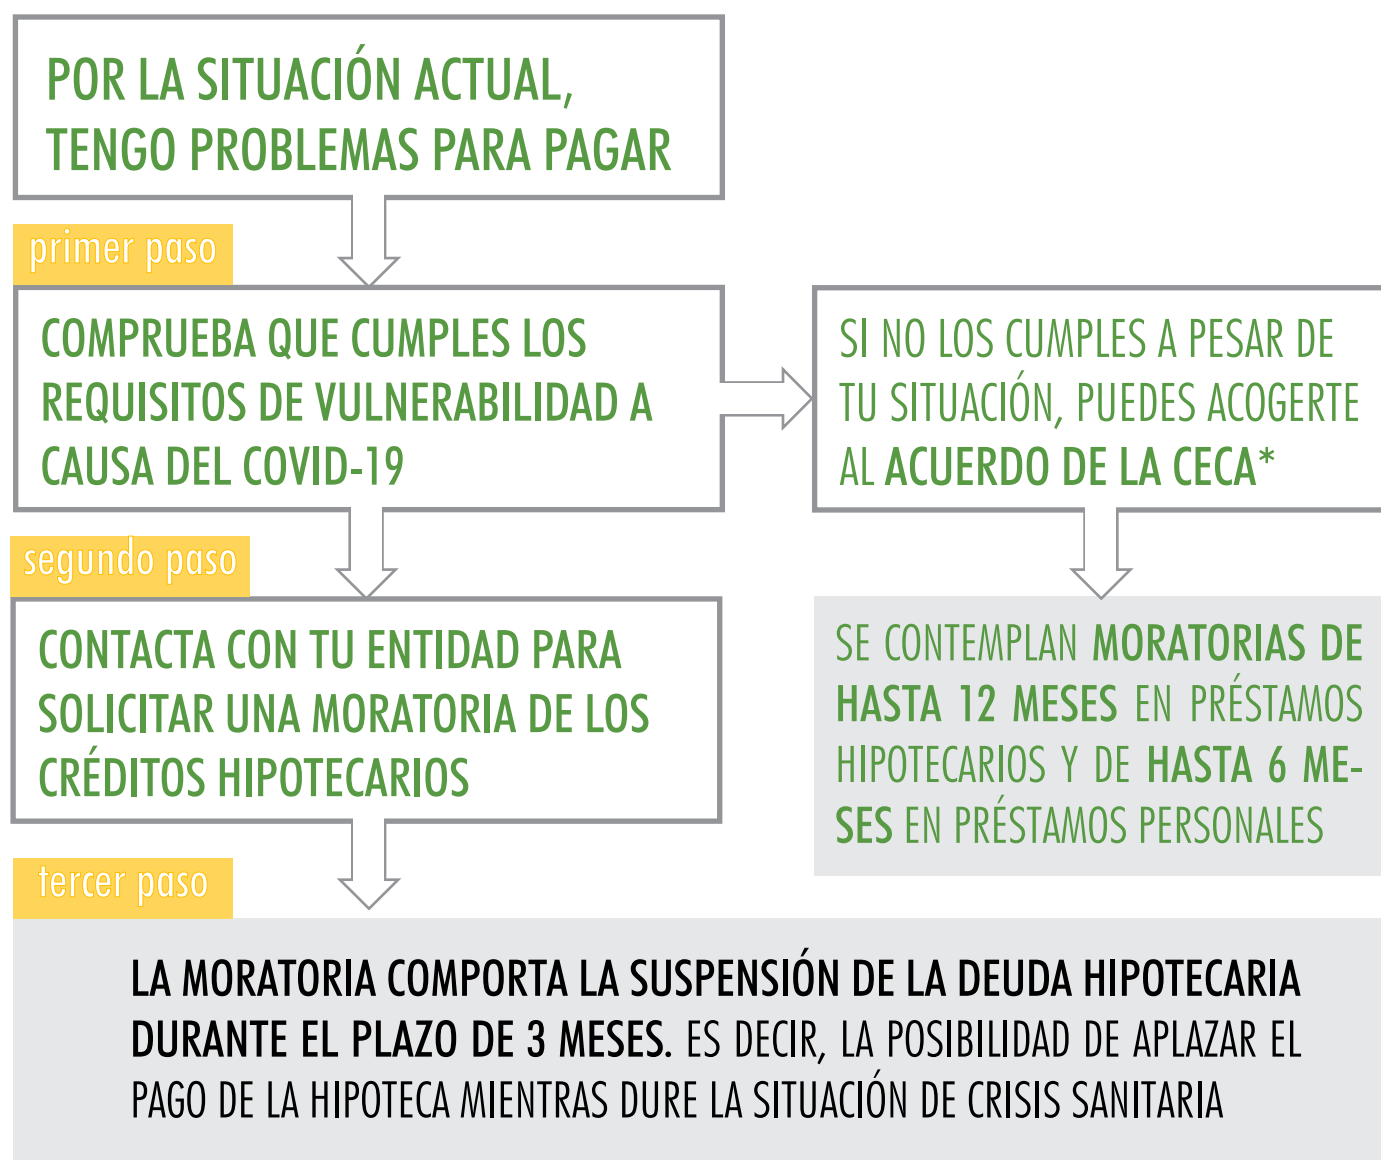 POR LA SITUACIÓN ACTUAL,
TENGO PROBLEMAS PARA PAGAR
primer paso
COMPRUEBA QUE CUMPLES LOS
REQUISITOS DE VULNERABILIDAD A
CAUSA DEL COVID-19
SI NO LOS CUMPLES A PESAR DE
TU SITUACIÓN, PUEDES ACOGERTE
AL ACUERDO DE LA CECA*
segundo paso
CONTACTA CON TU ENTIDAD PARA
SOLICITAR UNA MORATORIA DE LOS
CRÉDITOS HIPOTECARIOS
SE CONTEMPLAN MORATORIAS DE
HASTA 12 MESES EN PRÉSTAMOS
HIPOTECARIOS Y DE HASTA 6 ME-
SES EN PRÉSTAMOS PERSONALES
tercer paso
LA MORATORIA COMPORTA LA SUSPENSIÓN DE LA DEUDA HIPOTECARIA
DURANTE EL PLAZO DE 3 MESES. ES DECIR, LA POSIBILIDAD DE APLAZAR EL
PAGO DE LA HIPOTECA MIENTRAS DURE LA SITUACIÓN DE CRISIS SANITARIA